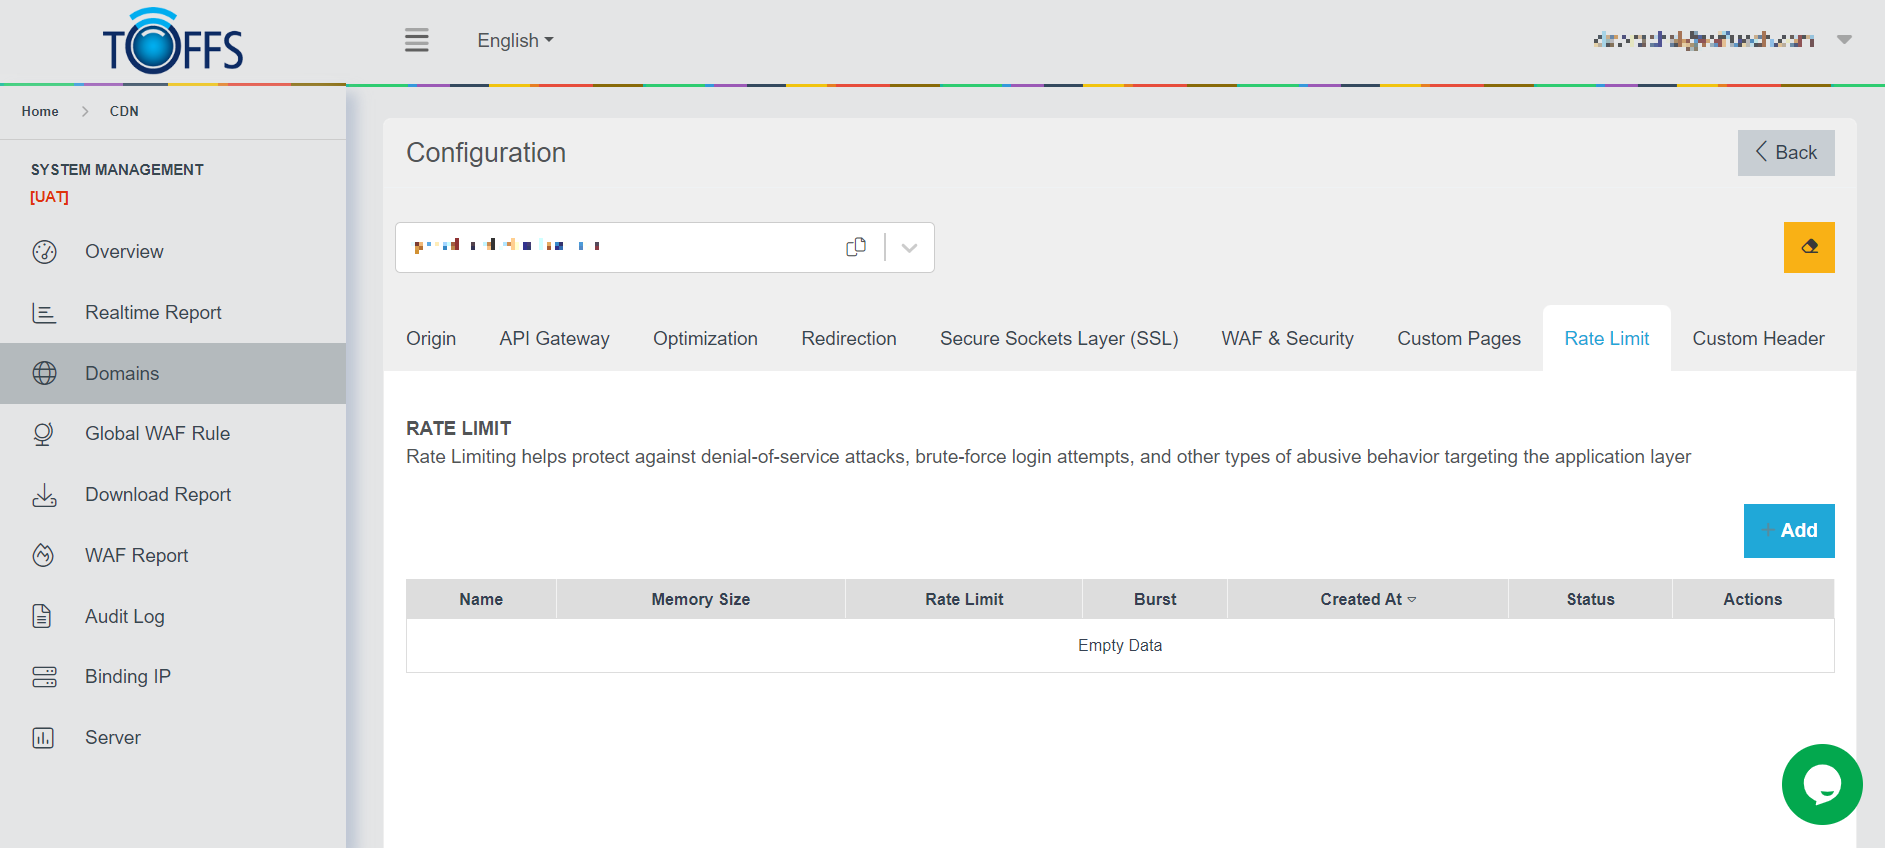 TOFFS
English
Home > CDN
Configuration
Back
SYSTEM MANAGEMENT
[UAT]
Overview
Realtime Report
Domains
Global WAF Rule
Download Report
WAF Report
Audit Log
Binding IP
Server
Origin API Gateway Optimization Redirection Secure Sockets Layer (SSL) WAF & Security Custom Pages Rate Limit Custom Header
RATE LIMIT
Rate Limiting helps protect against denial-of-service attacks, brute-force login attempts, and other types of abusive behavior targeting the application layer
+ Add
Name Memory Size Rate Limit Burst Created At Status Actions
Empty Data